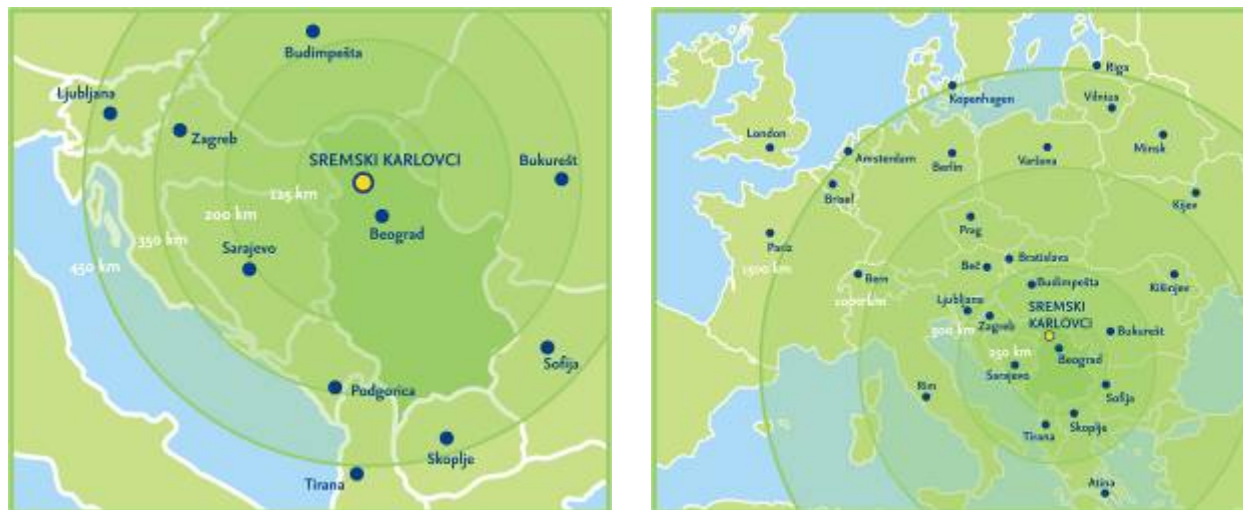 Budimpešta
Ljubljana
Zagreb
SREMSKI KARLOVCI
Bukurešt
125 km
200 km
Beograd
350 km
Sarajevo
450 km
Sofija
Podgorica
Skoplje
Tirana
Riga
Kopenhagen
Vilnius
London
Minsk
Amsterdam
Berlin
Varšava
Brisel
Kijev
Prag
Pariz
Bratislava
Beč
1500 km
Bern
Budimpešta
Kišinjev
1000 km
Ljubljana
SREMSKI
KARLOVCI
Zagreb
500 km
Bukurešt
250 km
Beograd
Sarajevo
Rim
Sofija
Skoplje
Tirana
Atina